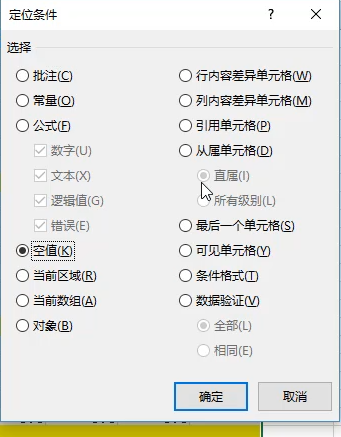 定位条件 ?
选择
批注(C) 行内容差异单元格(W)
常量(O) 列内容差异单元格(M)
公式(F) 引用单元格(P)
数字(U) 从属单元格(D)
文本(X) 直属(I)
逻辑值(G) 所有级别(L)
错误(E) 最后一个单元格(S)
空值(K) 可见单元格(Y)
当前区域(R) 条件格式(T)
当前数组(A) 数据验证(V)
对象(B) 全部(L)
相同(E)
确定 取消